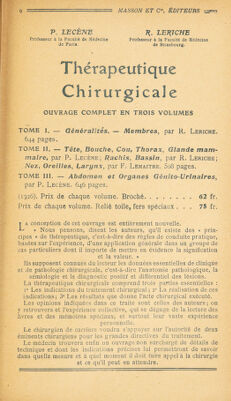 6 MASSON ET Cie, ÉDITEURS
P. LECÈNE R. LERICHE
Professeur à la Faculté de Médecine Professeur à la Faculté de Médecine
de Paris. de Strasbourg.
Thérapeutique
Chirurgicale
OUVRAGE COMPLET EN TROIS VOLUMES
TOME I. — Généralités. — Membres, par R. LERICHE.
644 pages.
TOME II. — Tête, Bouche, Cou, Thorax, Glande mam-
maire, par P. LECÈNE; Rachis, Bassin, par R. LERICHE;
Nez, Oreilles, Larynx, par F. LEMAITRE. 808 pages.
TOME III. — Abdomen et Organes Génito-Urinaires,
par P. LECÈNE. 640 pages.
(1926). Prix de chaque volume. Broché. . . . . . . 62 fr.
Prix de chaque volume. Relié toile, fers spéciaux . . . 75 fr.
La conception de cet ouvrage est entièrement nouvelle.
« Nous pensons, disent les auteurs, qu'il existe des « prin-
cipes » de thérapeutique, c'est-à-dire des règles de conduite pratique,
basées sur l'expérience, d'une application générale dans un groupe de
cas particuliers dont il importe de mettre en évidence la signification
et la valeur. »
Ils supposent connues du lecteur les données essentielles de clinique
et de pathologie chirurgicale, c'est-à-dire l'anatomie pathologique, la
sémiologie et le diagnostic positif et différentiel des lésions.
La thérapeutique chirurgicale comprend trois parties essentielles :
1° Les indications du traitement chirurgical; 2° La réalisation de ces
indications; 3° Les résultats que donne l'acte chirurgical exécuté.
Les opinions indiquées dans ce traité sont celles des auteurs; on
y retrouvera l'expérience collective, qui se dégage de la lecture des
livres et des mémoires spéciaux, et surtout leur vaste expérience
personnelle.
Le chirurgien de carrière voudra s'appuyer sur l'autorité de deux
éminents chirurgiens pour les grandes directives du traitement.
Le médecin trouvera enfin un ouvrage non surchargé de détails de
technique et dont les indications précises lui permettront de savoir
dans quelle mesure et à quel moment il doit faire appel à la chirurgie
et ce qu'il peut en attendre.